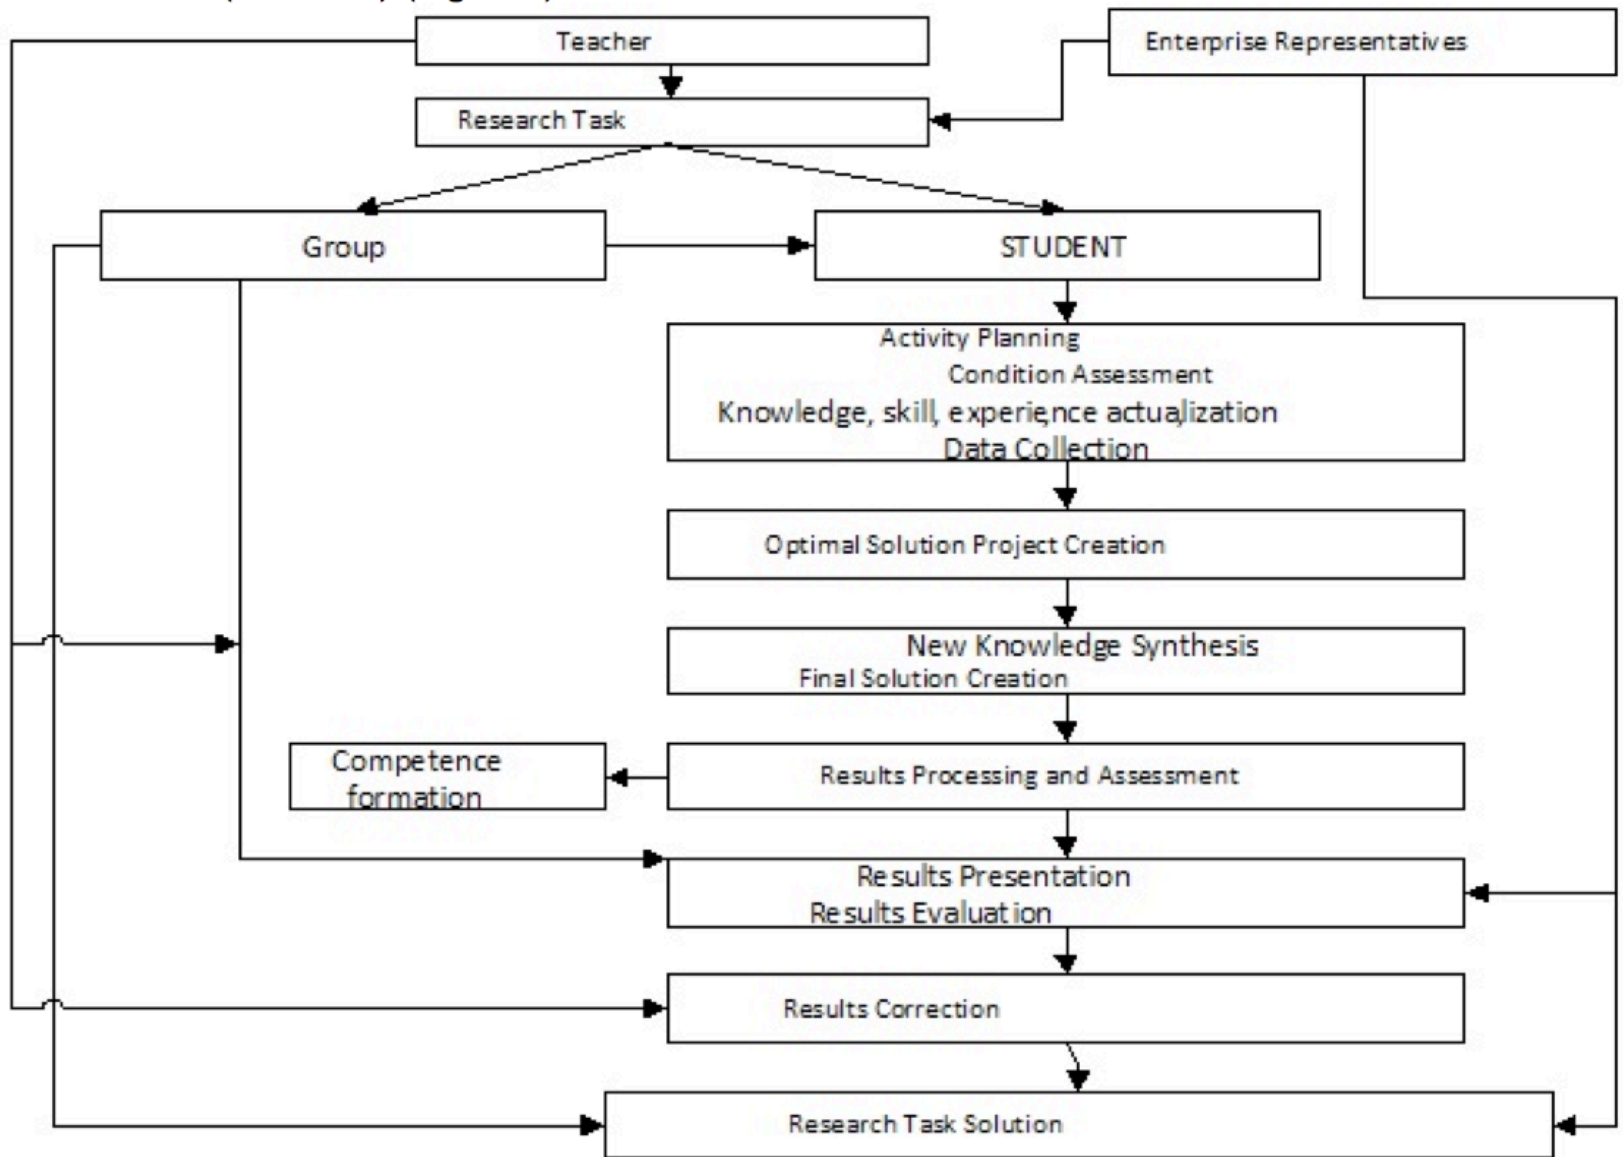 Teacher
Enterprise Representatives
Research Task
Group
STUDENT
Activity Planning
Condition Assessment
Knowledge, skill, experience actualization
Data Collection
Optimal Solution Project Creation
New Knowledge Synthesis
Final Solution Creation
Competence
formation
Results Processing and Assessment
Results Presentation
Results Evaluation
Results Correction
Research Task Solution